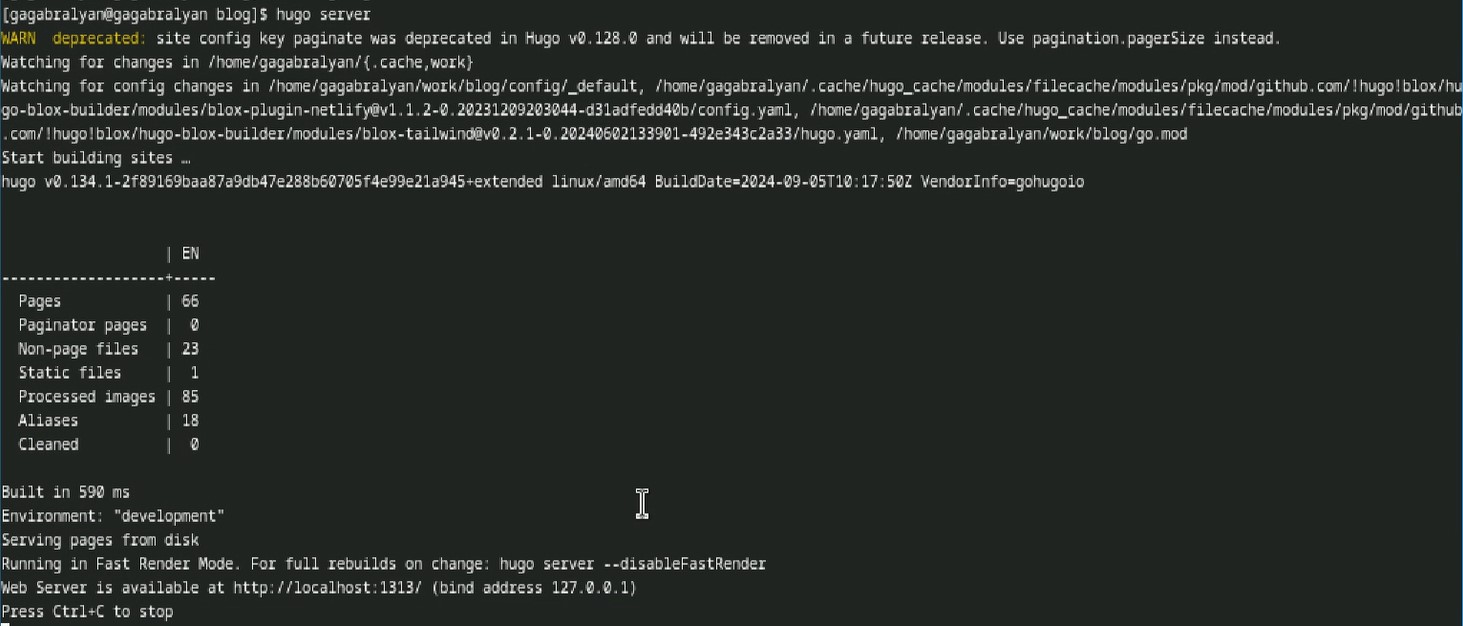 [gagabralyan@gagabralyan blog]$ hugo server
WARN  deprecated: site config key paginate was deprecated in Hugo v0.128.0 and will be removed in a future release. Use pagination.pagerSize instead.
Watching for changes in /home/gagabralyan/{.cache,work}
Watching for config changes in /home/gagabralyan/work/blog/config/_default, /home/gagabralyan/.cache/hugo_cache/modules/filecache/modules/pkg/mod/github.com/!hugo!blox/hu
go-blox-builder/modules/blox-plugin-netlify@v1.1.2-0.20231209203044-d31adfedd40b/config.yaml, /home/gagabralyan/.cache/hugo_cache/modules/filecache/modules/pkg/mod/github
.com/!hugo!blox/hugo-blox-builder/modules/blox-tailwind@v0.2.1-0.20240602133901-492e343c2a33/hugo.yaml, /home/gagabralyan/work/blog/go.mod
Start building sites …
hugo v0.134.1-2f89169baa87a9db47e288b60705f4e99e21a945+extended linux/amd64 BuildDate=2024-09-05T10:17:50Z VendorInfo=gohugoio
                   | EN
-------------------+-----
  Pages            | 66
  Paginator pages  |  0
  Non-page files   | 23
  Static files     |  1
  Processed images | 85
  Aliases          | 18
  Cleaned          |  0
Built in 590 ms
Environment: "development"
Serving pages from disk
Running in Fast Render Mode. For full rebuilds on change: hugo server --disableFastRender
Web Server is available at http://localhost:1313/ (bind address 127.0.0.1)
Press Ctrl+C to stop